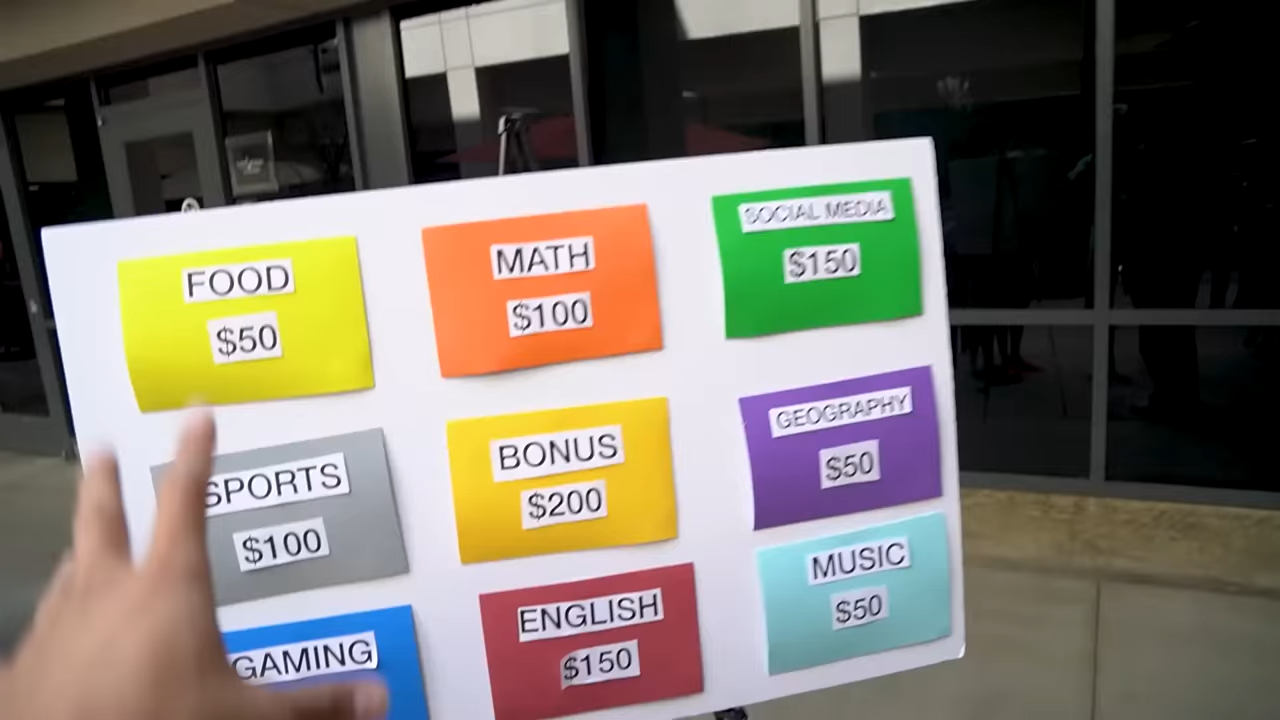 FOOD
$50
MATH
$100
SOCIAL MEDIA
$150
SPORTS
$100
BONUS
$200
GEOGRAPHY
$50
GAMING
ENGLISH
$150
MUSIC
$50